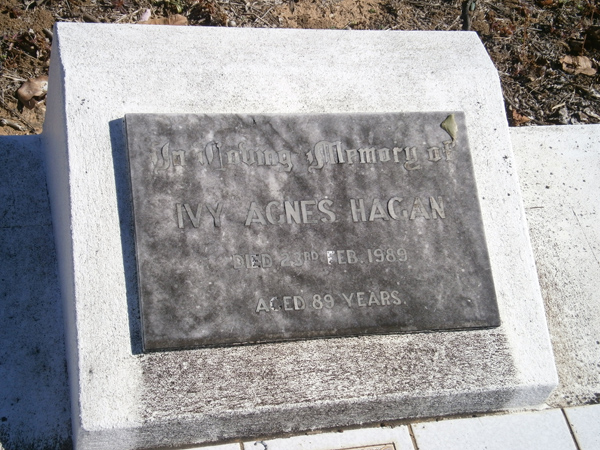 In Loving Memory of
IVY AGNES HAGAN
DIED 23RD FEB. 1989
AGED 89 YEARS.